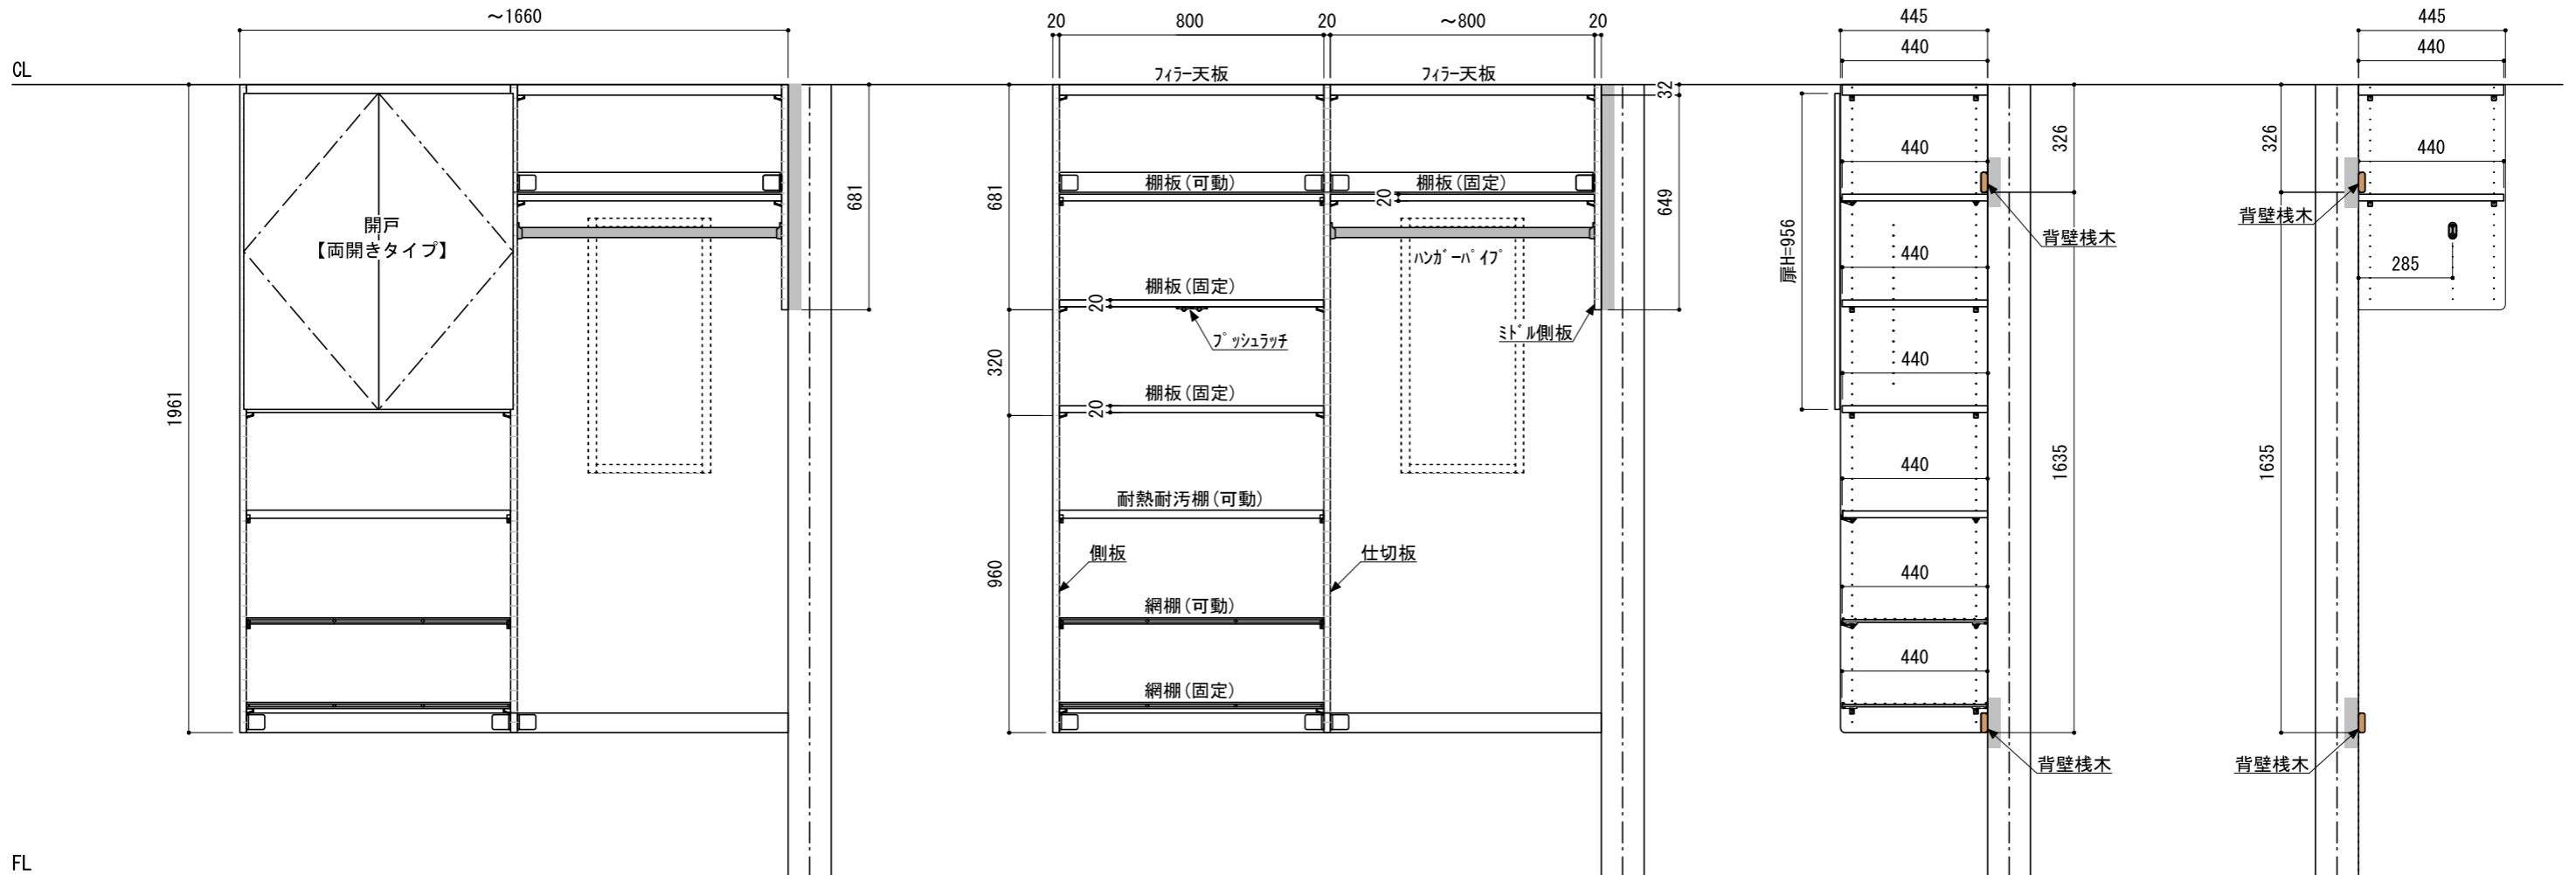 CL
FL
~1660
1961
681
開戸
【両開きタイプ】
20
800
20
~800
20
フィラー天板
フィラー天板
32
681
649
320
960
棚板(可動)
棚板(固定)
20
ハンガーパイプ
棚板(固定)
20
プッシュラッチ
ミドル側板
棚板(固定)
20
耐熱耐汚棚(可動)
側板
仕切板
網棚(可動)
網棚(固定)
445
440
326
440
背壁桟木
扉H=956
440
440
440
1635
440
440
背壁桟木
445
440
326
440
背壁桟木
285
1635
背壁桟木